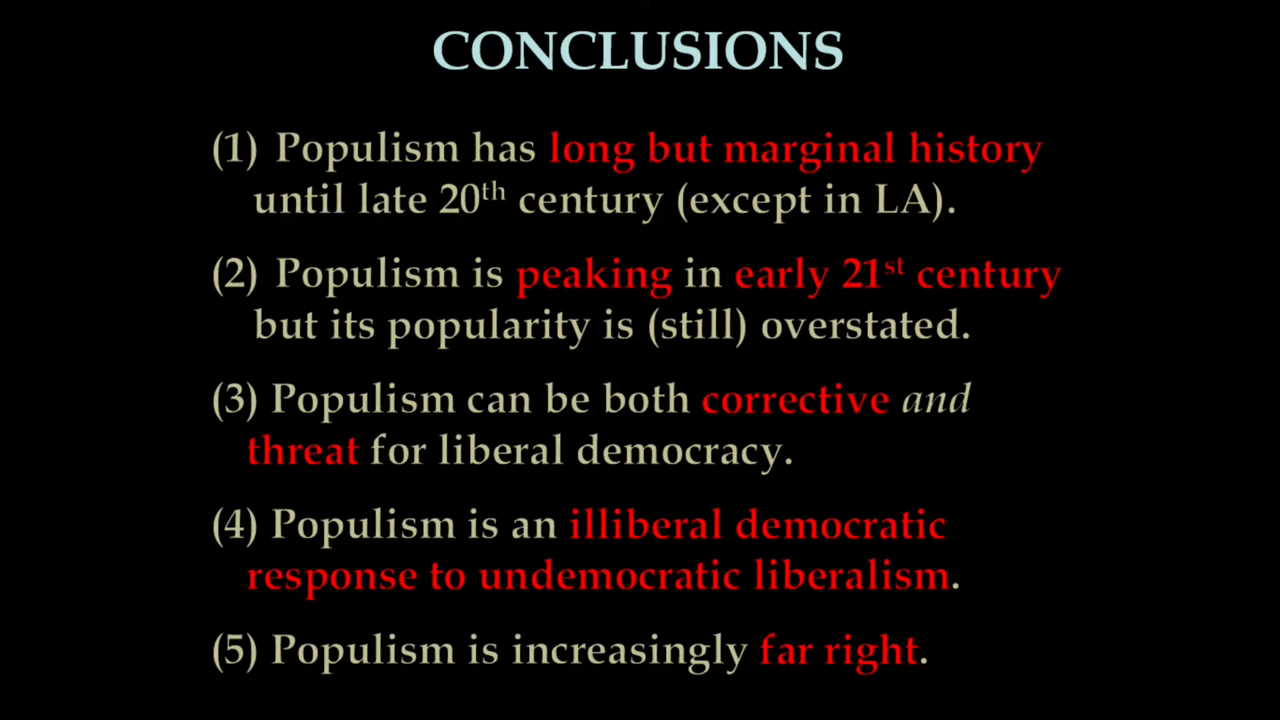 CONCLUSIONS
(1) Populism has long but marginal history
until late 20th century (except in LA).
(2) Populism is peaking in early 21st century
but its popularity is (still) overstated.
(3) Populism can be both corrective and
threat for liberal democracy.
(4) Populism is an illiberal democratic
response to undemocratic liberalism.
(5) Populism is increasingly far right.